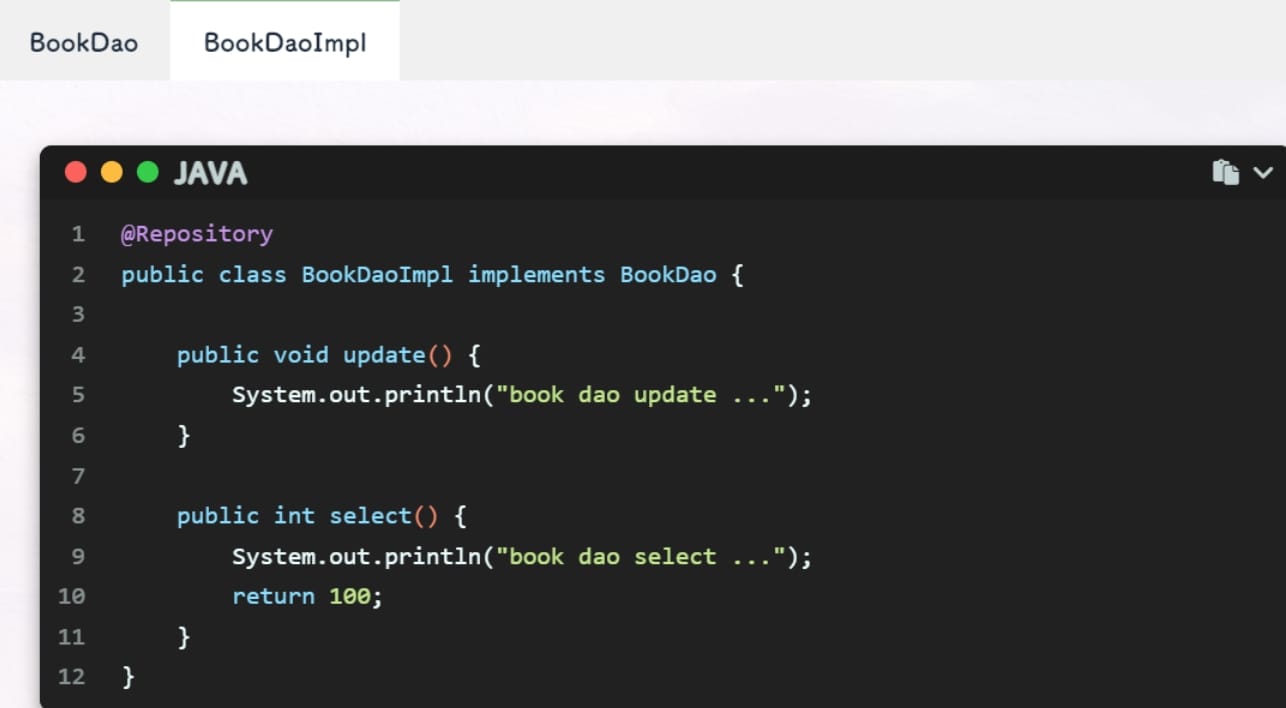 BookDao BookDaoImpl
JAVA
1 @Repository
2 public class BookDaoImpl implements BookDao {
3
4     public void update() {
5         System.out.println("book dao update ...");
6     }
7
8     public int select() {
9         System.out.println("book dao select ...");
10         return 100;
11     }
12 }